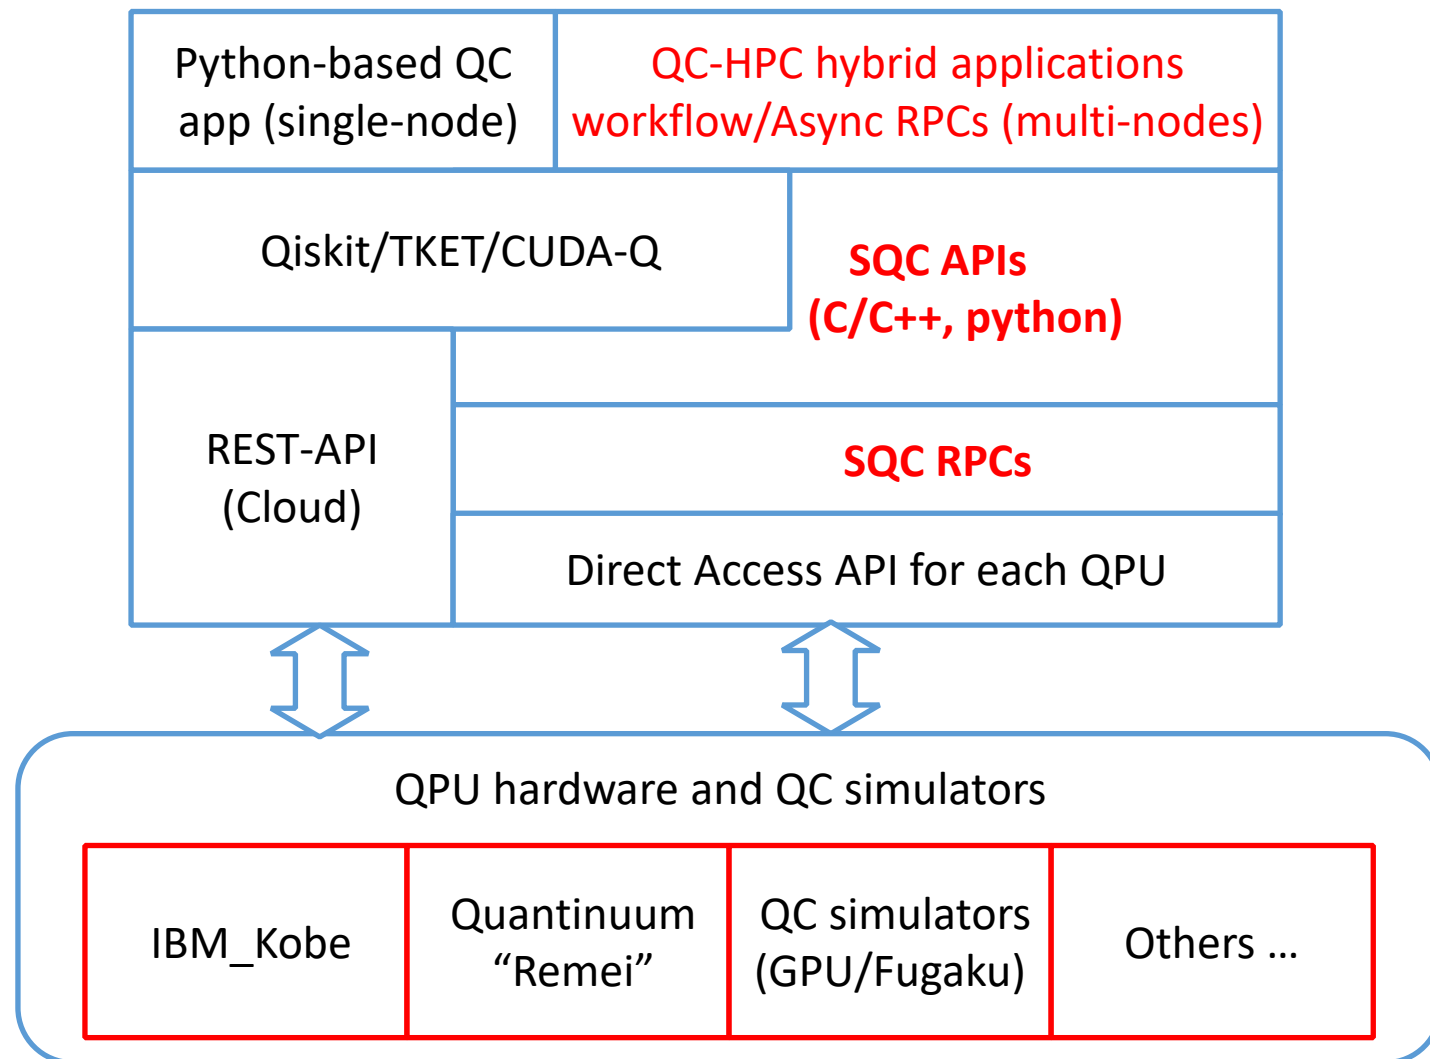 Python-based QC
app (single-node)
QC-HPC hybrid applications
workflow/Async RPCs (multi-nodes)
Qiskit/TKET/CUDA-Q
SQC APIs
(C/C++, python)
REST-API
(Cloud)
SQC RPCs
Direct Access API for each QPU
QPU hardware and QC simulators
IBM_Kobe
Quantinuum
“Remei”
QC simulators
(GPU/Fugaku)
Others ...